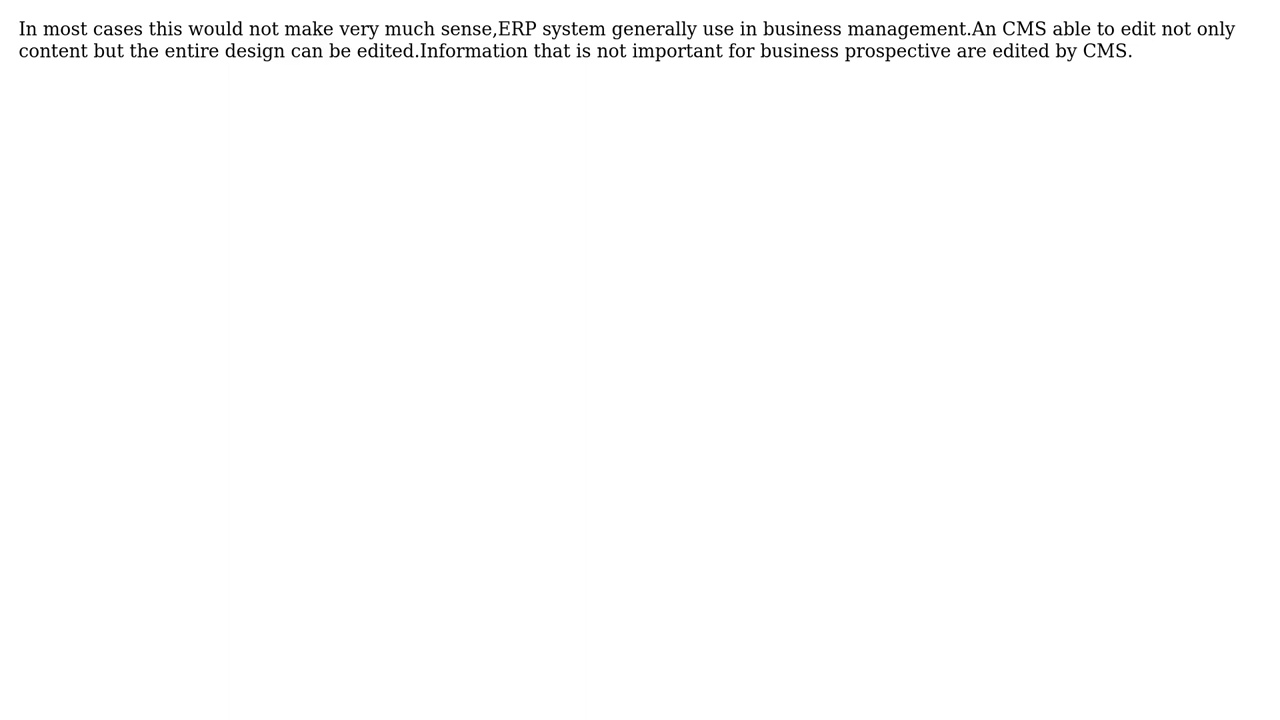 In most cases this would not make very much sense,ERP system generally use in business management.An CMS able to edit not only
content but the entire design can be edited.Information that is not important for business prospective are edited by CMS.